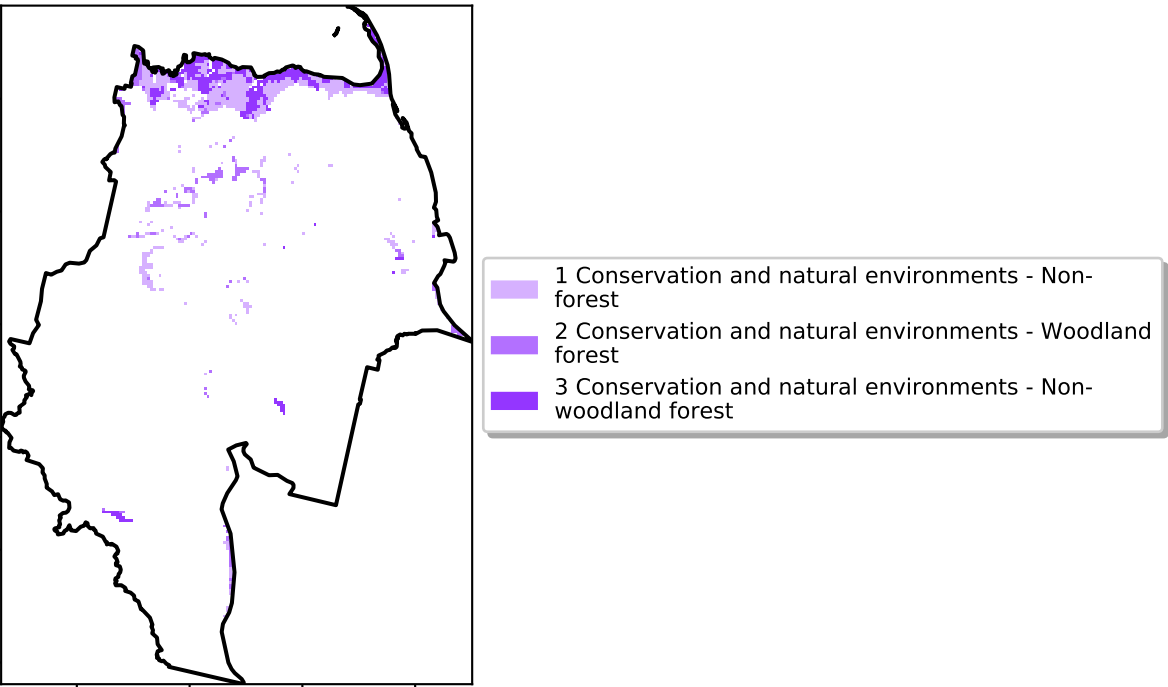 1 Conservation and natural environments - Non-
forest
2 Conservation and natural environments - Woodland
forest
3 Conservation and natural environments - Non-
woodland forest